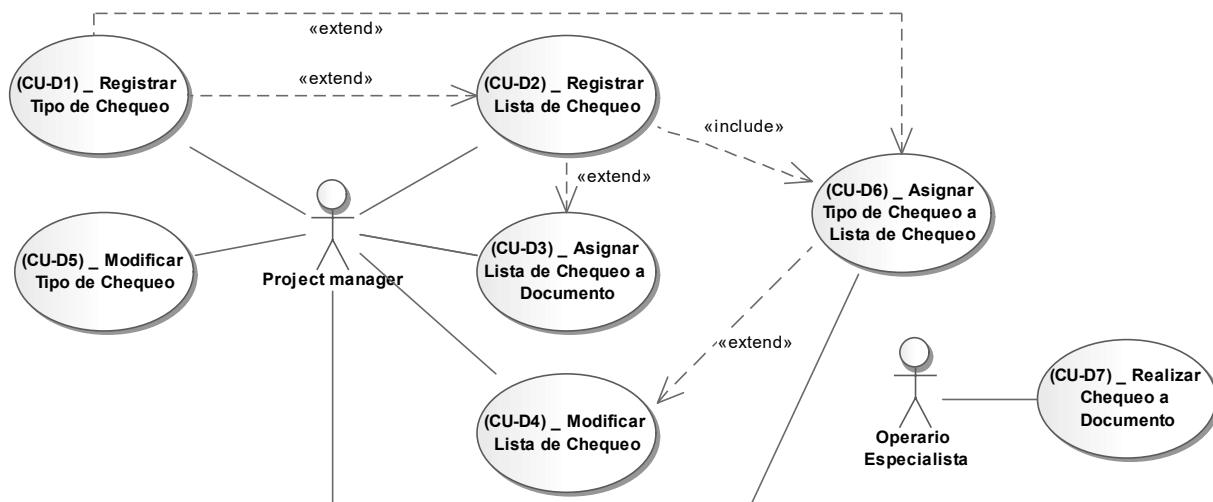 «extend»
(CU-D1) _ Registrar
Tipo de Chequeo
«extend»
(CU-D2) _ Registrar
Lista de Chequeo
«include»
«extend»
(CU-D6) _ Asignar
Tipo de Chequeo a
Lista de Chequeo
(CU-D5) _ Modificar
Tipo de Chequeo
Project manager
(CU-D3) _ Asignar
Lista de Chequeo a
Documento
«extend»
(CU-D4) _ Modificar
Lista de Chequeo
Operario
Especialista
(CU-D7) _ Realizar
Chequeo a
Documento